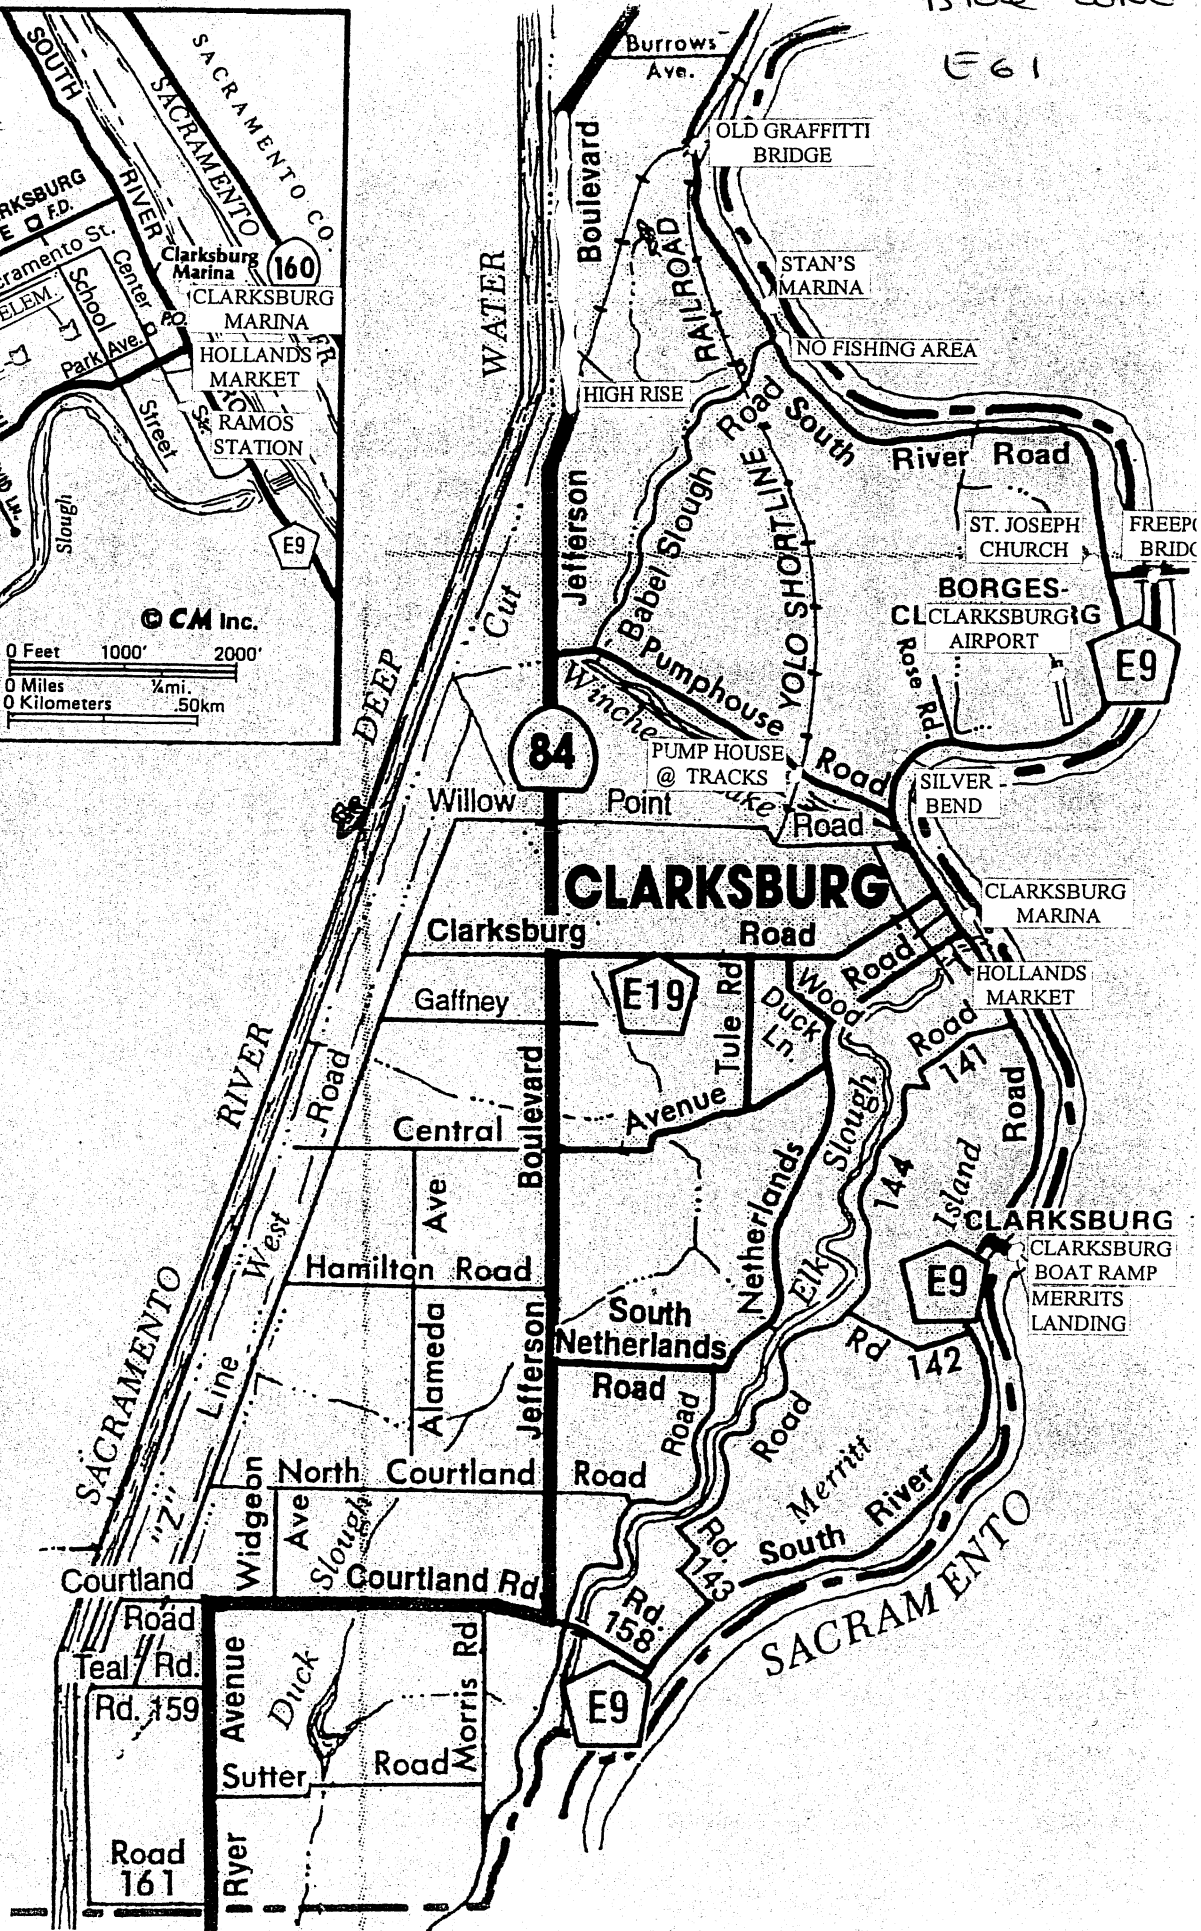 E61
Burrows
Ave.
SOUTH
RIVER
SACRAMENTO
SACRAMENTO CO.
F.D.
Sacramento St.
ELEM.
School
Center
Park Ave.
Street
P.O.
Clarksburg
Marina
160
CLARKSBURG
MARINA
HOLLANDS
MARKET
RAMOS
STATION
Slough
E9
© CM Inc.
0 Feet 1000' 2000'
0 Miles ¼mi.
0 Kilometers .50km
OLD GRAFFITTI
BRIDGE
Boulevard
RAILROAD
STAN'S
MARINA
NO FISHING AREA
HIGH RISE
WATER
DEEP
RIVER
SACRAMENTO
Cut
Jefferson
Babel Slough
Road
South
River Road
YOLO SHORTLINE
ST. JOSEPH
CHURCH
BORGES-
CLARKSBURG
AIRPORT
Rose Rd.
E9
Pumphouse
Road
PUMP HOUSE
@ TRACKS
SILVER
BEND
84
Willow Point
Road
CLARKSBURG
Clarksburg Road
CLARKSBURG
MARINA
HOLLANDS
MARKET
E19
Gaffney
Tule Rd
Duck
Ln.
Wood
Road
Road
141
Road
Boulevard
Central
Avenue
Road
West
Line
"Z"
Ave
Alameda
Hamilton Road
Netherlands
Elk
Slough
144
Island
CLARKSBURG
CLARKSBURG
BOAT RAMP
MERRITS
LANDING
E9
South
Netherlands
Road
Jefferson
Road
Rd 142
Road
Merritt
South River
SACRAMENTO
North Courtland Road
Widgeon
Ave
Slough
Courtland Rd
Rd.
143
Rd.
158
E9
Courtland
Road
Teal Rd.
Rd. 159
Avenue
Ryer
Duck
Morris Rd
Sutter Road
Road
161